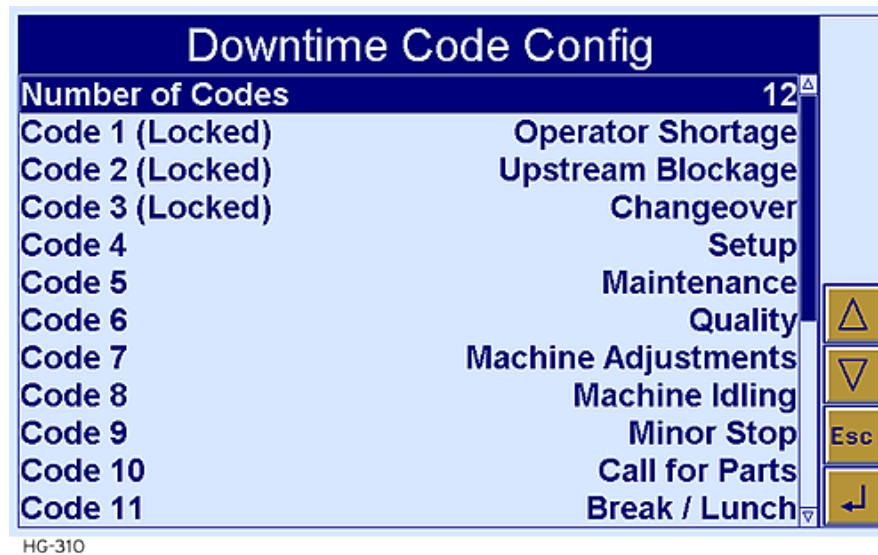 Downtime Code Config
Number of Codes 12
Code 1 (Locked) Operator Shortage
Code 2 (Locked) Upstream Blockage
Code 3 (Locked) Changeover
Code 4 Setup
Code 5 Maintenance
Code 6 Quality
Code 7 Machine Adjustments
Code 8 Machine Idling
Code 9 Minor Stop
Esc
Code 10 Call for Parts
Code 11 Break / Lunch
HG-310